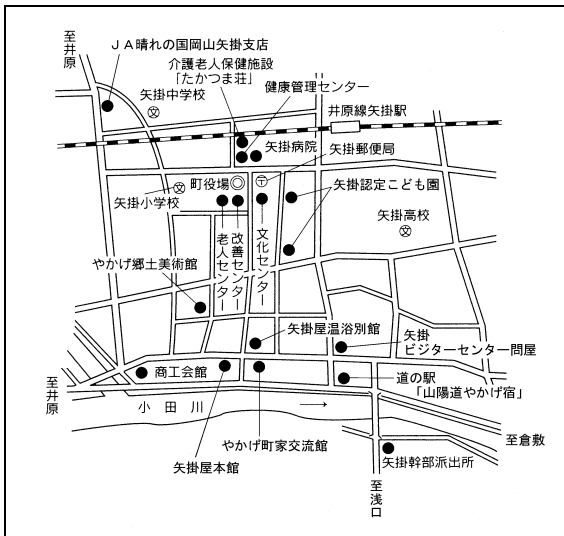 至井原
JA晴れの国岡山矢掛支店
介護老人保健施設
「たかつま荘」
健康管理センター
矢掛中学校
井原線矢掛駅
矢掛病院
矢掛郵便局
町役場
矢掛小学校
矢掛認定こども園
矢掛高校
老人センター
改善センター
文化センター
やかげ郷土美術館
矢掛屋温浴別館
矢掛
ビジターセンター問屋
商工会館
道の駅
「山陽道やかげ宿」
至井原
小田川
→
至倉敷
やかげ町家交流館
矢掛屋本館
矢掛幹部派出所
至浅口
文
文
文
〒